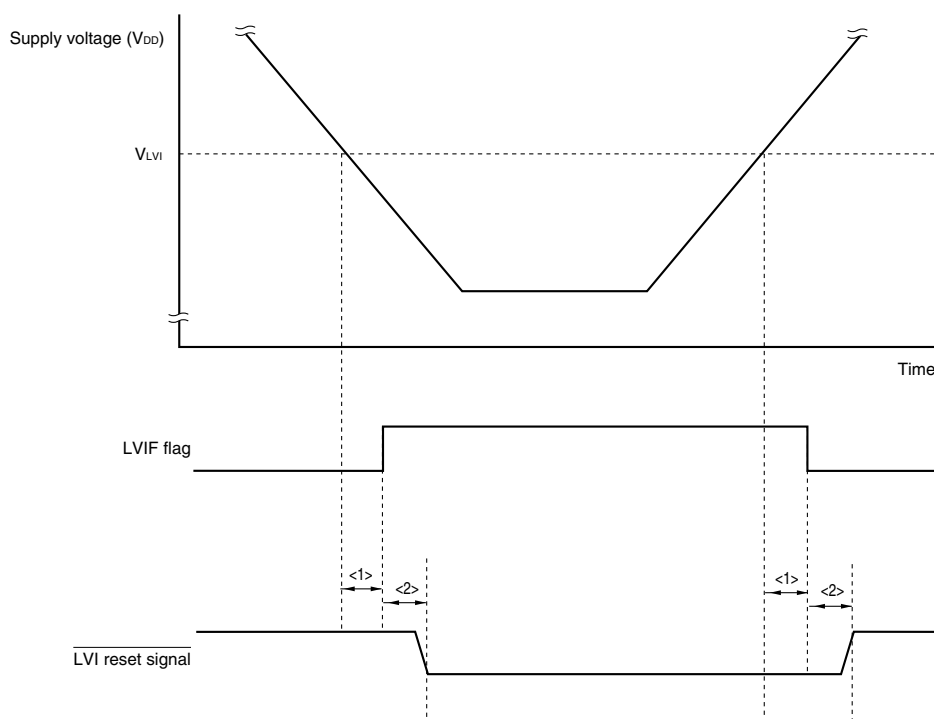 Supply voltage (VDD)
VLVI
Time
LVIF flag
<1>
<2>
<1>
<2>
LVI reset signal